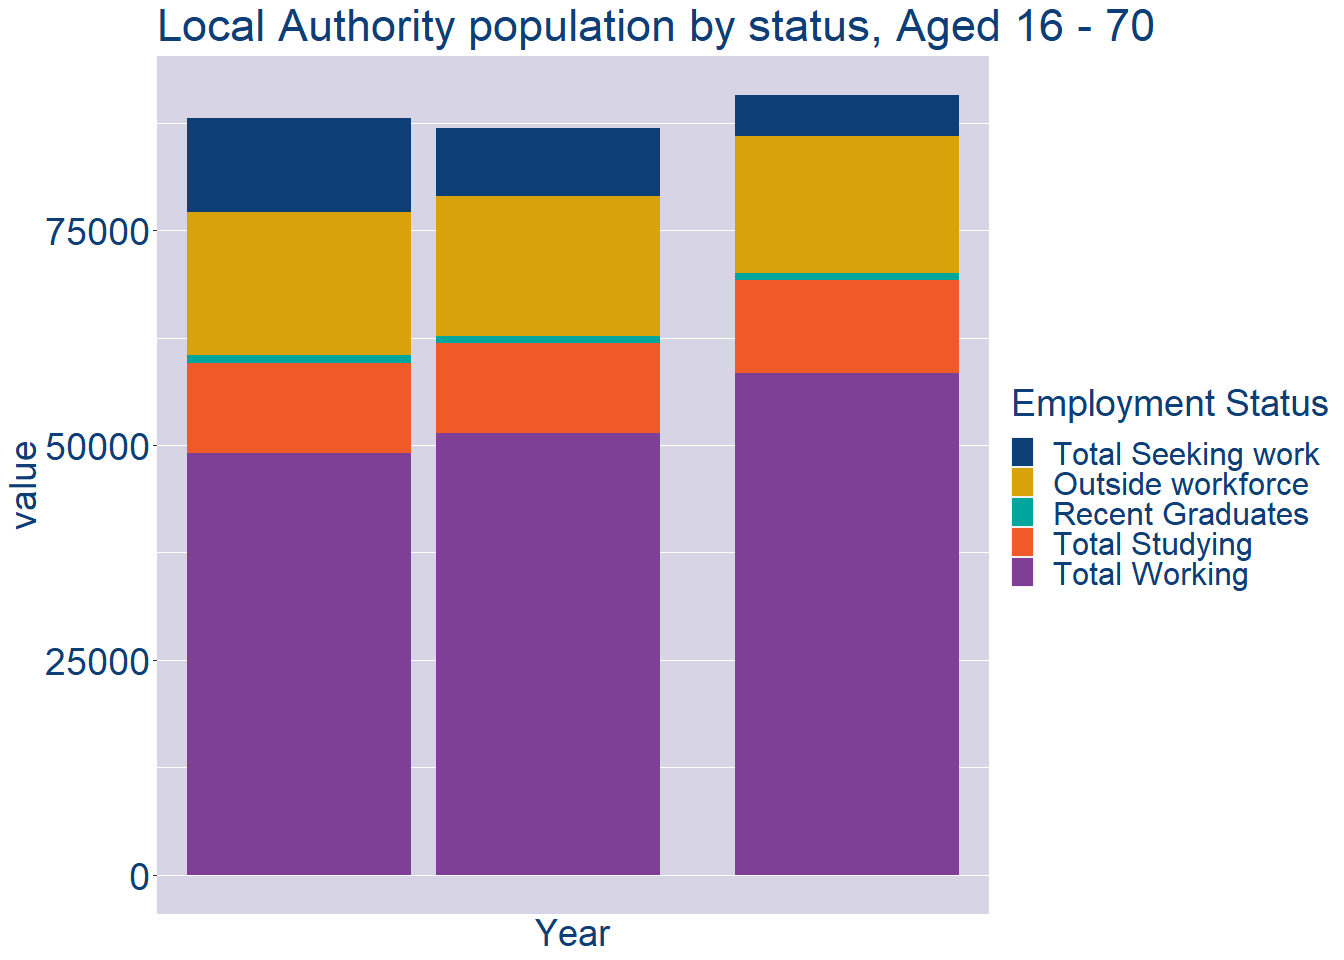 Local Authority population by status, Aged 16 - 70
75000
50000
25000
0
value
Year
Employment Status
Total Seeking work
Outside workforce
Recent Graduates
Total Studying
Total Working